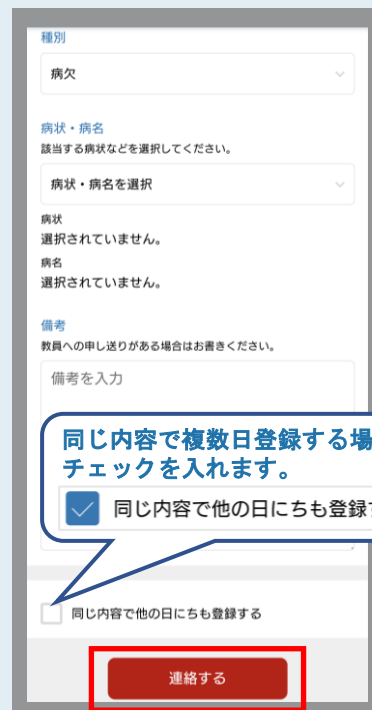 種別
病欠
病状・病名
該当する病状などを選択してください。
病状・病名を選択
病状
選択されていません。
病名
選択されていません。
備考
教員への申し送りがある場合はお書きください。
備考を入力
同じ内容で複数日登録する場
チェックを入れます。
同じ内容で他の日にちも登録
同じ内容で他の日にちも登録する
連絡する